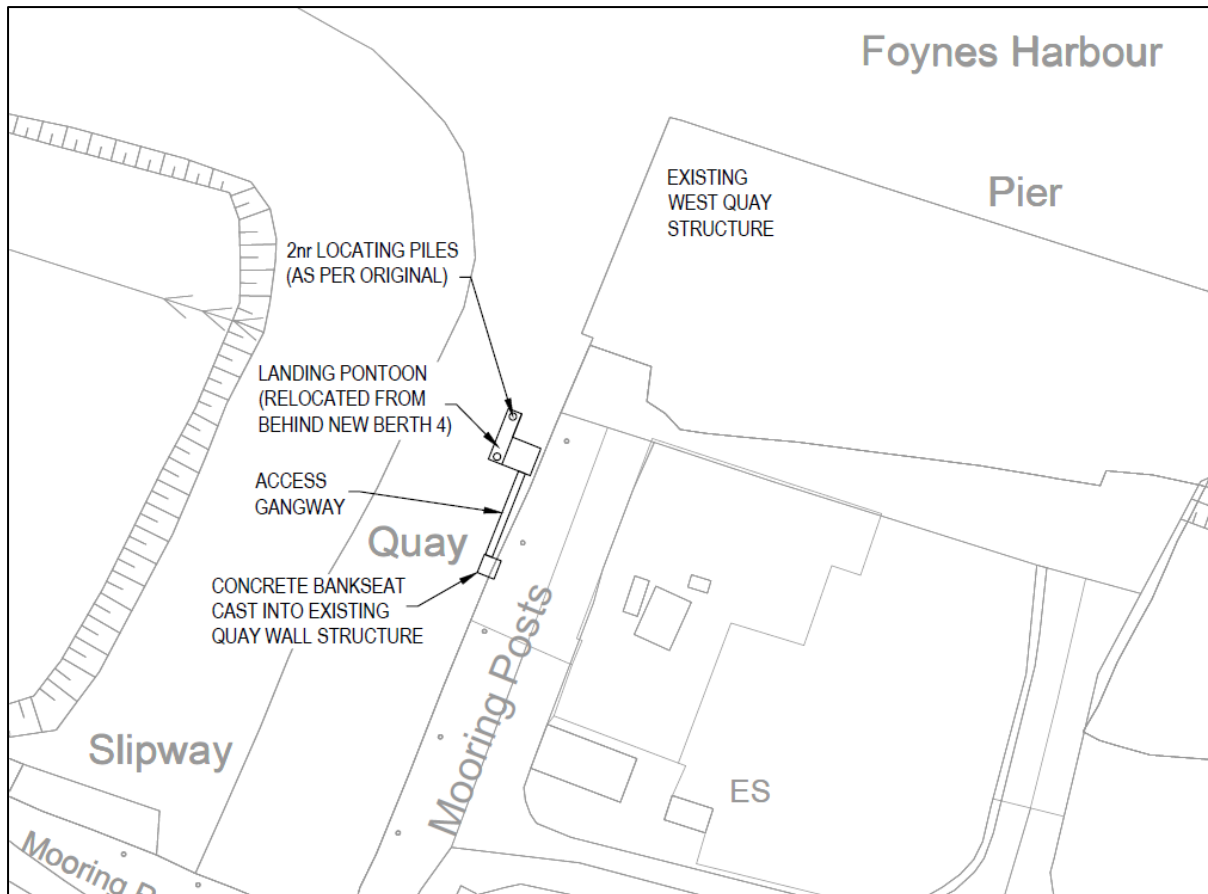 Foynes Harbour
EXISTING
WEST QUAY
STRUCTURE
Pier
2nr LOCATING PILES
(AS PER ORIGINAL)
LANDING PONTOON
(RELOCATED FROM
BEHIND NEW BERTH 4)
ACCESS
GANGWAY
Quay
CONCRETE BANKSEAT
CAST INTO EXISTING
QUAY WALL STRUCTURE
Mooring Posts
Slipway
ES
Mooring